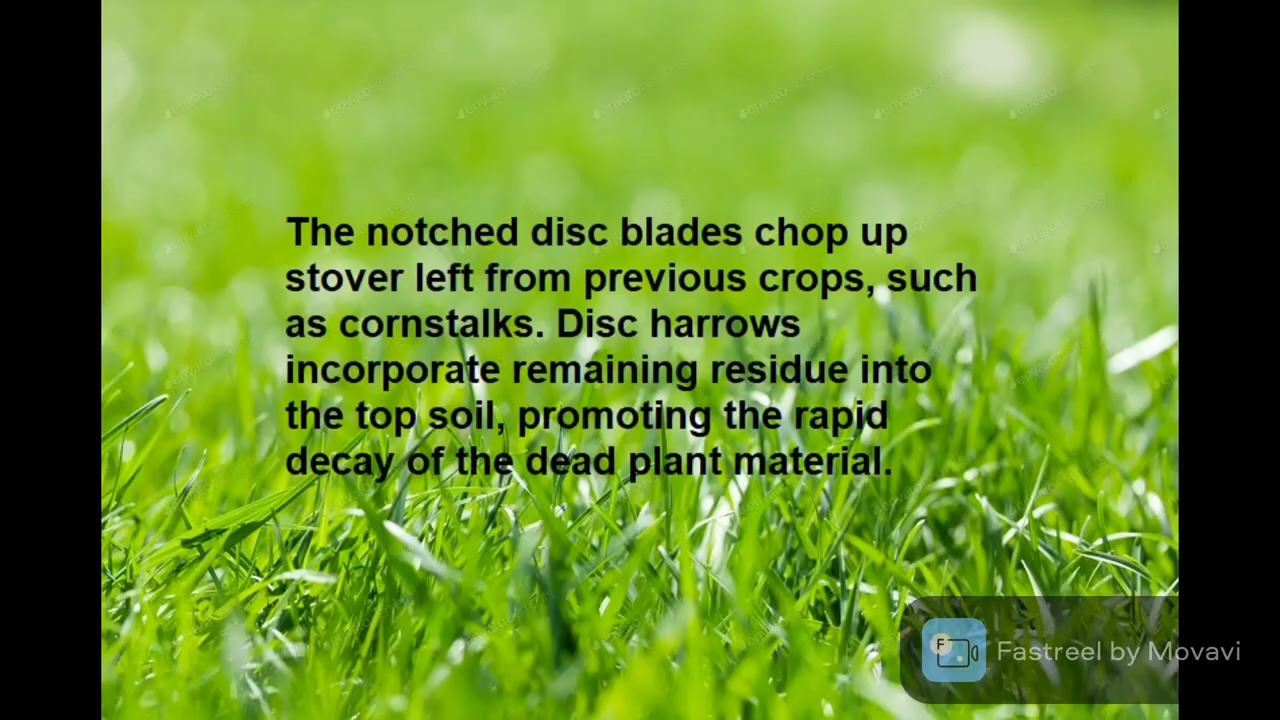 The notched disc blades chop up
stover left from previous crops, such
as cornstalks. Disc harrows
incorporate remaining residue into
the top soil, promoting the rapid
decay of the dead plant material.
F
Fastreel by Movavi